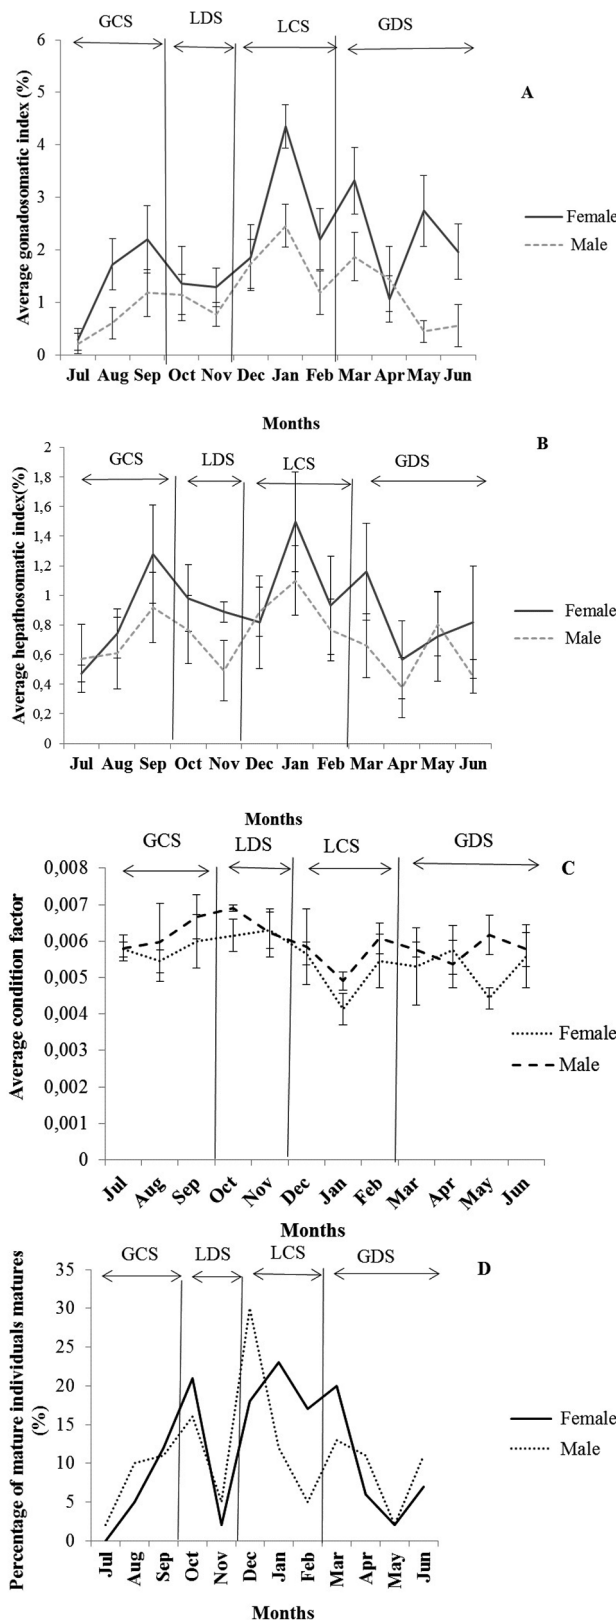 GCS LDS LCS GDS
6
5
4
3
2
1
0
Average gonadosomatic index (%)
A
Female
Male
Jul Aug Sep Oct Nov Dec Jan Feb Mar Apr May Jun
Months
B
GCS LDS LCS GDS
2
1,8
1,6
1,4
1,2
1
0,8
0,6
0,4
0,2
0
Average hepathosomatic index(%)
Female
Male
Jul Aug Sep Oct Nov Dec Jan Feb Mar Apr May Jun
Months
GCS LDS LCS GDS
C
0,008
0,007
0,006
0,005
0,004
0,003
0,002
0,001
0
Average condition factor
Female
Male
Jul Aug Sep Oct Nov Dec Jan Feb Mar Apr May Jun
Months
GCS LDS LCS GDS
D
35
30
25
20
15
10
5
0
Percentage of mature individuals matures
(%)
Female
Male
Jul Aug Sep Oct Nov Dec Jan Feb Mar Apr May Jun
Months